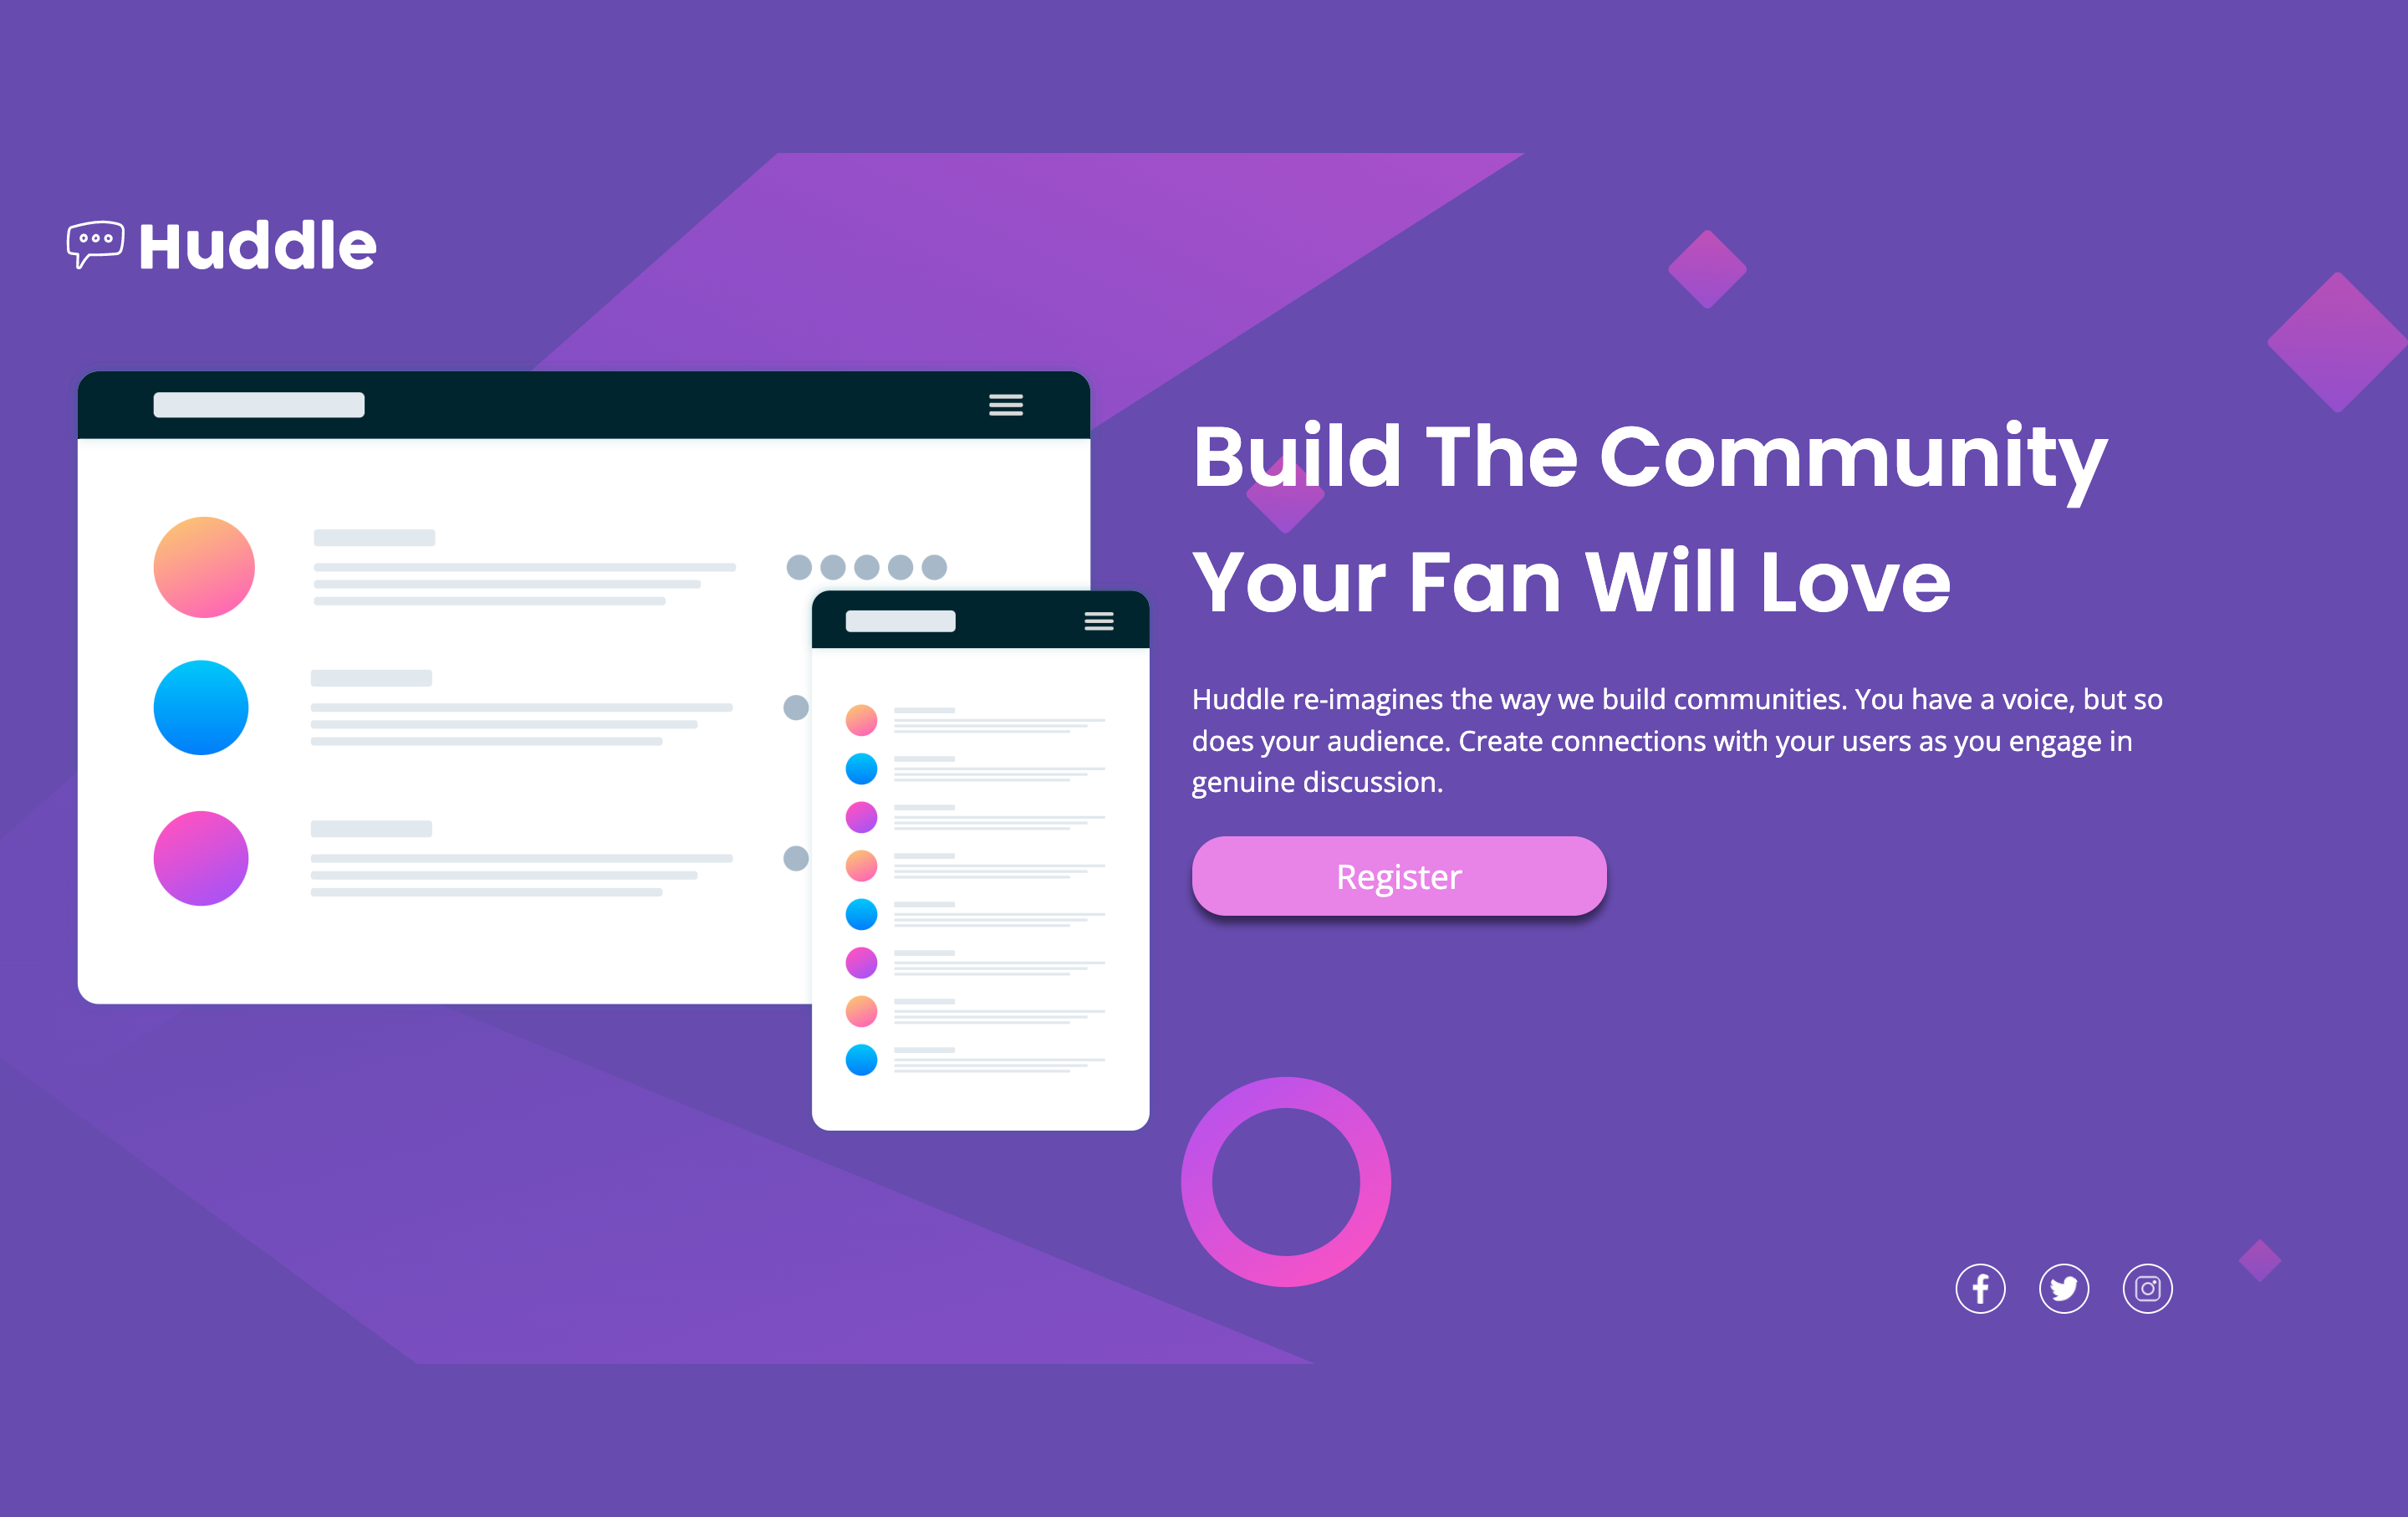 Huddle
Build The Community
Your Fan Will Love
Huddle re-imagines the way we build communities. You have a voice, but so
does your audience. Create connections with your users as you engage in
genuine discussion.
Register